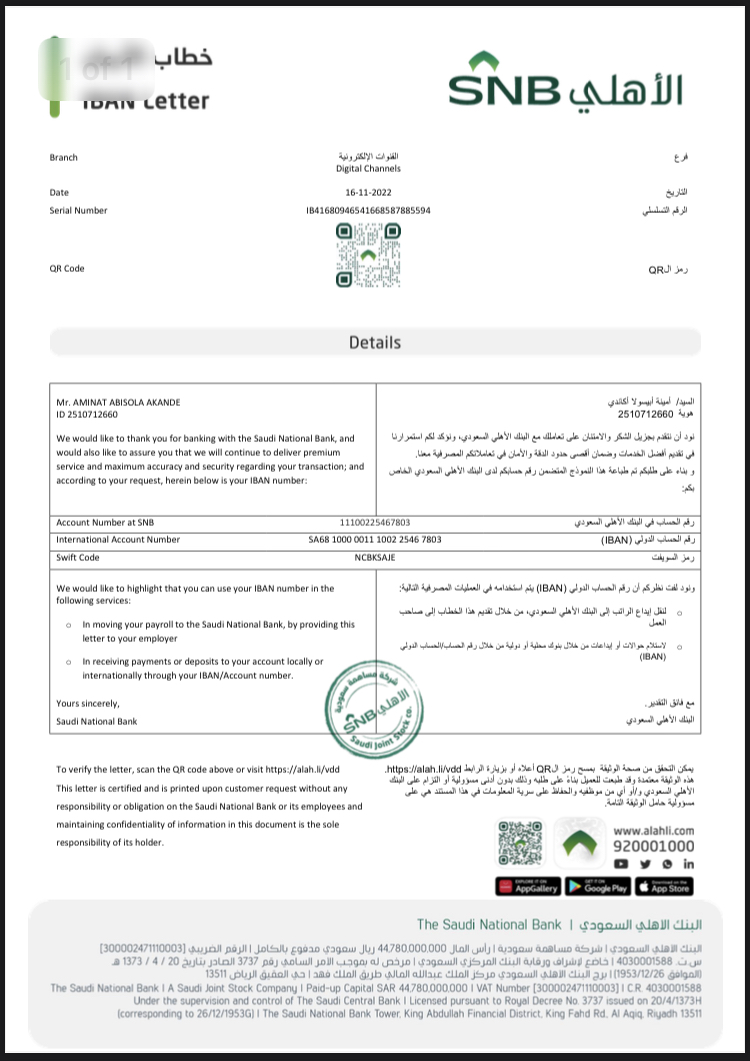 خطاب
1 of 1
IBAN Letter
SNB الأهلي
Branch
القنوات الإلكترونية
فرع
Digital Channels
Date
16-11-2022
التاريخ
Serial Number
IB41680946541668587885594
الرقم التسلسلي
QR Code
رمز الـQR
Details
Mr. AMINAT ABISOLA AKANDE
ID 2510712660
We would like to thank you for banking with the Saudi National Bank, and
would also like to assure you that we will continue to deliver premium
service and maximum accuracy and security regarding your transaction; and
according to your request, herein below is your IBAN number:
السيد/ أمينة أبيسولا أكاندي
هوية 2510712660
نود أن نتقدم بجزيل الشكر والامتنان على تعاملك مع البنك الأهلي السعودي، ونؤكد لكم استمرارنا
في تقديم أفضل الخدمات وضمان أقصى حدود الدقة والأمان في تعاملاتكم المصرفية معنا.
و بناء على طلبكم تم طباعة هذا النموذج المتضمن رقم حسابكم لدى البنك الأهلي السعودي الخاص
بكم:
Account Number at SNB
11100225467803
رقم الحساب في البنك الأهلي السعودي
International Account Number
SA68 1000 0011 1002 2546 7803
رقم الحساب الدولي (IBAN)
Swift Code
NCBKSAJE
رمز السويفت
We would like to highlight that you can use your IBAN number in the
following services:
o In moving your payroll to the Saudi National Bank, by providing this
letter to your employer
o In receiving payments or deposits to your account locally or
internationally through your IBAN/Account number.
Yours sincerely,
Saudi National Bank
ونود لفت نظركم أن رقم الحساب الدولي (IBAN) يتم استخدامه في العمليات المصرفية التالية:
o لنقل إيداع الراتب إلى البنك الأهلي السعودي، من خلال تقديم هذا الخطاب إلى صاحب
العمل
o لاستلام حوالات أو إيداعات من خلال بنوك محلية أو دولية من خلال رقم الحساب/الحساب الدولي
(IBAN)
مع فائق التقدير.
البنك الأهلي السعودي
شركة مساهمة سعودية
SNB الأهلي
Saudi Joint Stock Co.
To verify the letter, scan the QR code above or visit https://alah.li/vdd
This letter is certified and is printed upon customer request without any
responsibility or obligation on the Saudi National Bank or its employees and
maintaining confidentiality of information in this document is the sole
responsibility of its holder.
يمكن التحقق من صحة الوثيقة بمسح رمز الـQR أعلاه أو بزيارة الرابط https://alah.li/vdd.
هذه الوثيقة معتمدة وقد طبعت للعميل بناءً على طلبه وذلك بدون أدنى مسؤولية أو التزام على البنك
الأهلي السعودي و/أو أي من موظفيه والحفاظ على سرية المعلومات في هذا المستند هي على
مسؤولية حامل الوثيقة التامة.
www.alahli.com
920001000
EXPLORE IT ON
AppGallery
GET IT ON
Google Play
Download on the
App Store
البنك الأهلي السعودي | The Saudi National Bank
البنك الأهلي السعودي | شركة مساهمة سعودية | رأس المال 44,780,000,000 ريال سعودي مدفوع بالكامل | الرقم الضريبي [300002471110003]
س.ت. 4030001588 | خاضع لإشراف ورقابة البنك المركزي السعودي | مرخص له بموجب الأمر السامي رقم 3737 الصادر بتاريخ 20 / 4 / 1373 هـ
(الموافق 1953/12/26) | برج البنك الأهلي السعودي مركز الملك عبدالله المالي طريق الملك فهد | حي العقيق الرياض 13511
The Saudi National Bank | A Saudi Joint Stock Company | Paid-up Capital SAR 44,780,000,000 | VAT Number [300002471110003] | C.R. 4030001588
Under the supervision and control of The Saudi Central Bank | Licensed pursuant to Royal Decree No. 3737 issued on 20/4/1373H
(corresponding to 26/12/1953G) | The Saudi National Bank Tower, King Abdullah Financial District, King Fahd Rd, Al Aqiq, Riyadh 13511